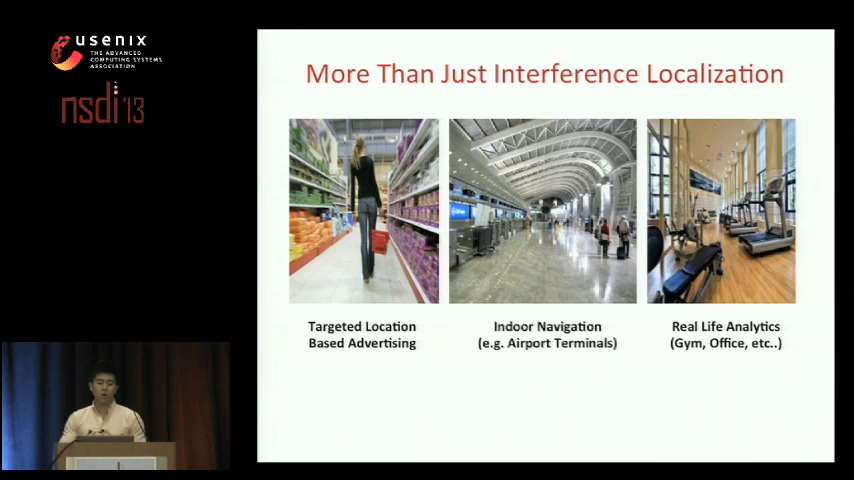 usenix
THE ADVANCED
COMPUTING SYSTEMS
ASSOCIATION
nsdi '13
More Than Just Interference Localization
Targeted Location
Based Advertising
Indoor Navigation
(e.g. Airport Terminals)
Real Life Analytics
(Gym, Office, etc..)